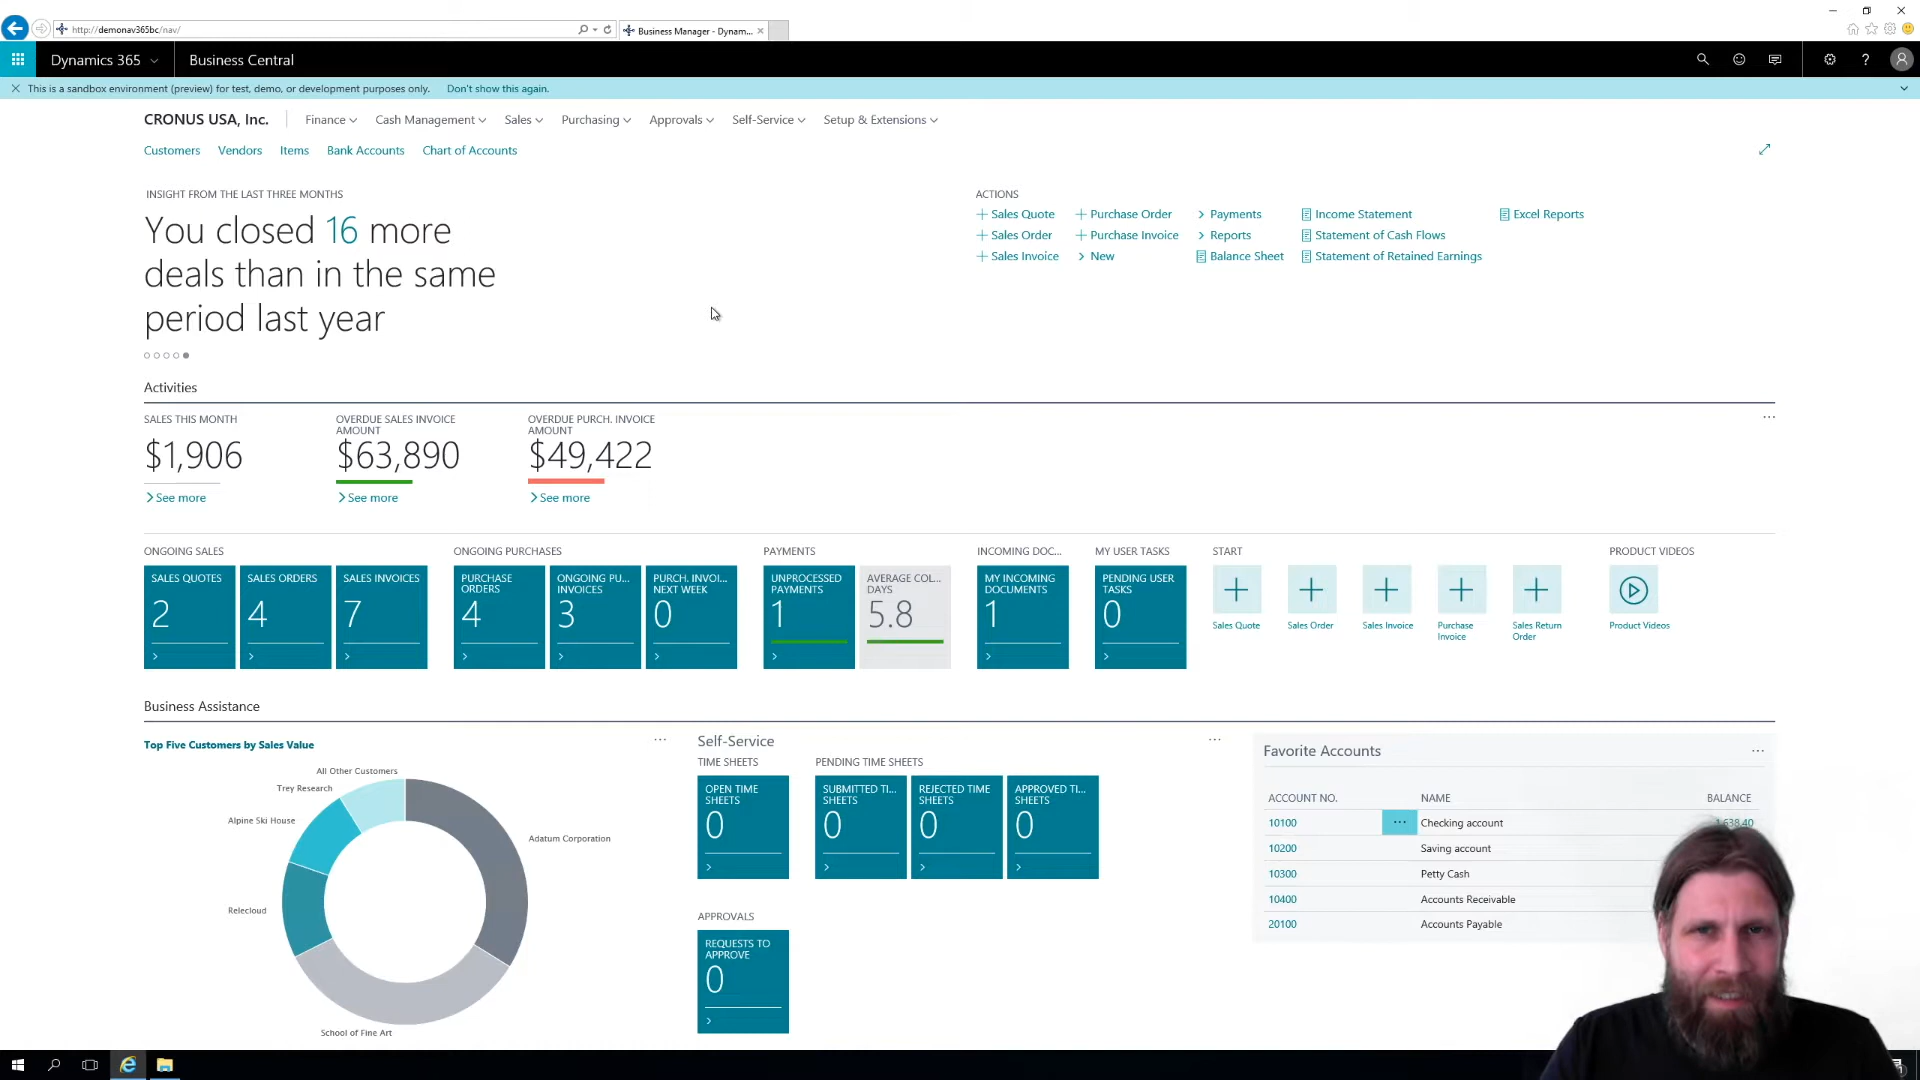 http://demonav365bc/nav/
Business Manager - Dynam...
Dynamics 365
Business Central
This is a sandbox environment (preview) for test, demo, or development purposes only. Don't show this again.
CRONUS USA, Inc.
Finance
Cash Management
Sales
Purchasing
Approvals
Self-Service
Setup & Extensions
Customers
Vendors
Items
Bank Accounts
Chart of Accounts
INSIGHT FROM THE LAST THREE MONTHS
You closed 16 more
deals than in the same
period last year
ACTIONS
Sales Quote
Purchase Order
Payments
Income Statement
Excel Reports
Sales Order
Purchase Invoice
Reports
Statement of Cash Flows
Sales Invoice
New
Balance Sheet
Statement of Retained Earnings
Activities
SALES THIS MONTH
$1,906
See more
OVERDUE SALES INVOICE
AMOUNT
$63,890
See more
OVERDUE PURCH. INVOICE
AMOUNT
$49,422
See more
ONGOING SALES
SALES QUOTES
2
SALES ORDERS
4
SALES INVOICES
7
ONGOING PURCHASES
PURCHASE
ORDERS
4
ONGOING PU...
INVOICES
3
PURCH. INVOI...
NEXT WEEK
0
PAYMENTS
UNPROCESSED
PAYMENTS
1
AVERAGE COL...
DAYS
5.8
INCOMING DOC...
MY INCOMING
DOCUMENTS
1
MY USER TASKS
PENDING USER
TASKS
0
START
Sales Quote
Sales Order
Sales Invoice
Purchase
Invoice
Sales Return
Order
PRODUCT VIDEOS
Product Videos
Business Assistance
Top Five Customers by Sales Value
All Other Customers
Trey Research
Alpine Ski House
Adatum Corporation
Relecloud
School of Fine Art
Self-Service
TIME SHEETS
OPEN TIME
SHEETS
0
PENDING TIME SHEETS
SUBMITTED TI...
SHEETS
0
REJECTED TIME
SHEETS
0
APPROVED TI...
SHEETS
0
APPROVALS
REQUESTS TO
APPROVE
0
Favorite Accounts
ACCOUNT NO.
NAME
BALANCE
10100
Checking account
10200
Saving account
10300
Petty Cash
10400
Accounts Receivable
20100
Accounts Payable